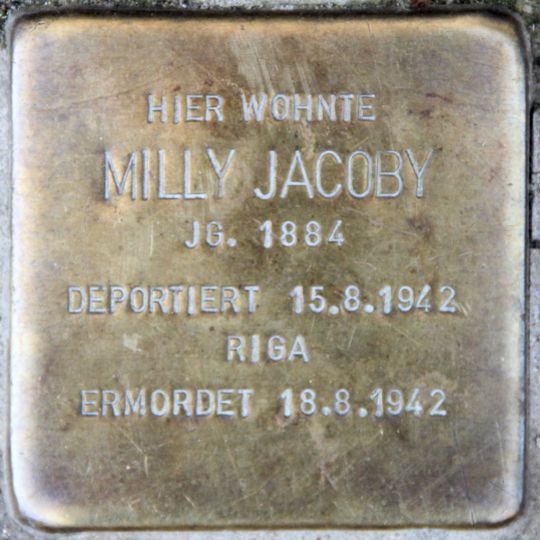 HIER WOHNTE
MILLY JACOBY
JG. 1884
DEPORTIERT 15.8.1942
RIGA
ERMORDET 18.8.1942